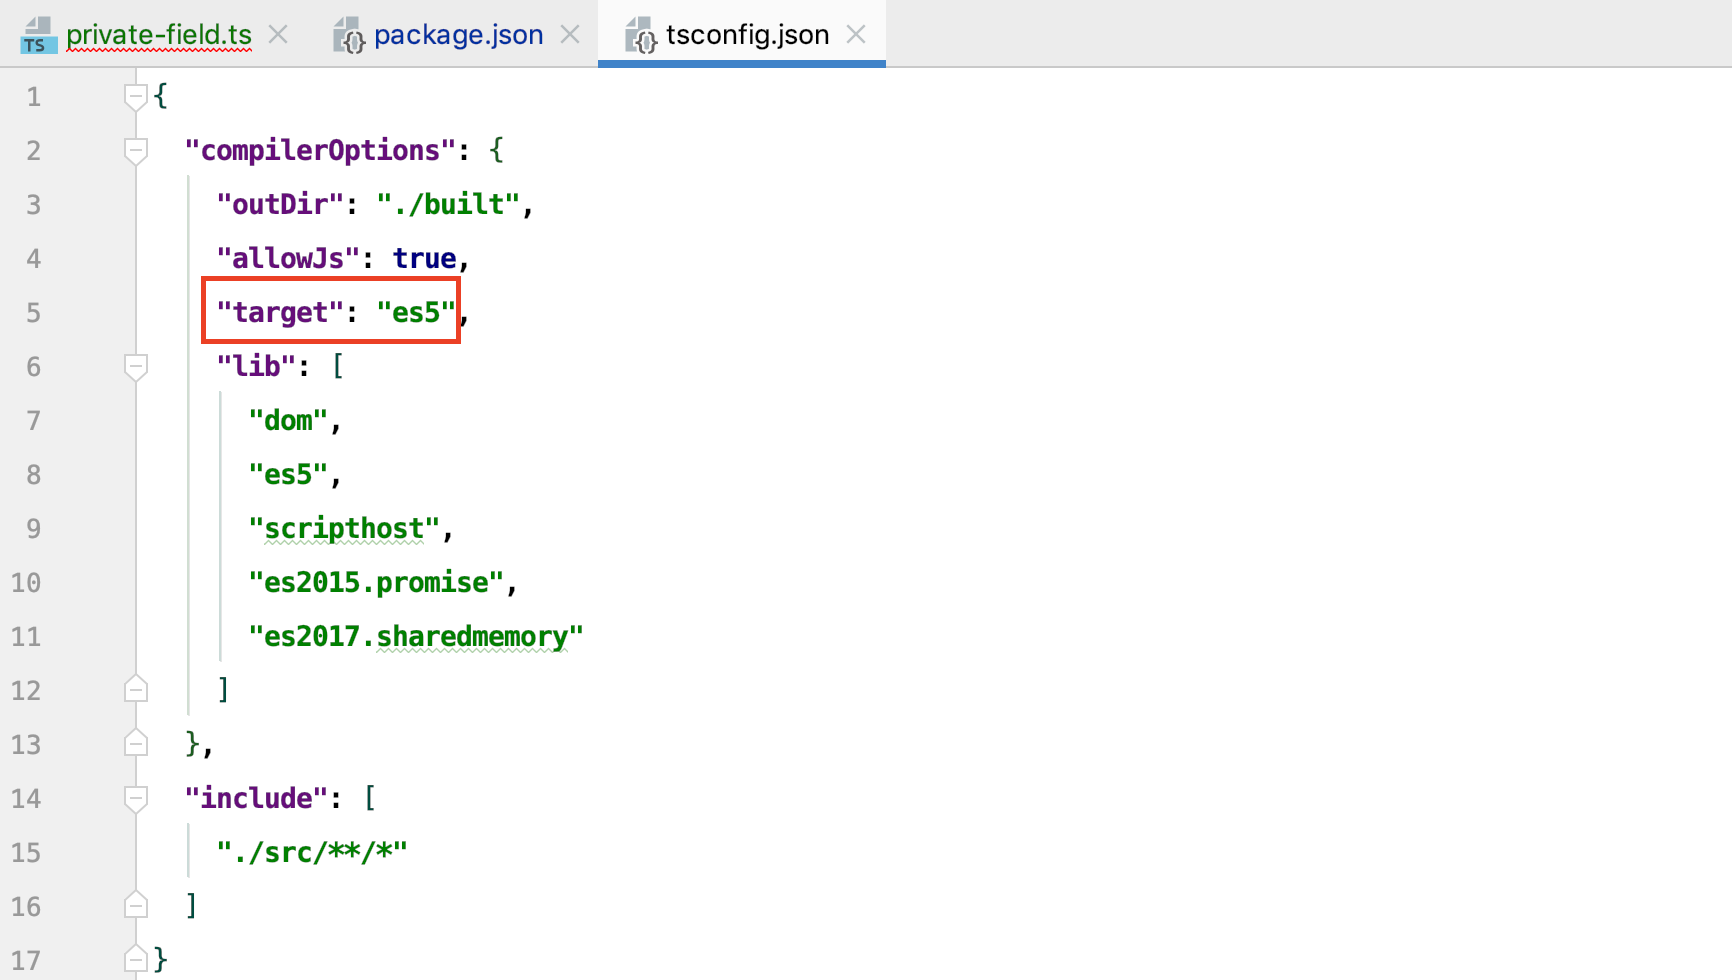 TS private-field.ts package.json tsconfig.json
1 {
2 "compilerOptions": {
3 "outDir": "./built",
4 "allowJs": true,
5 "target": "es5",
6 "lib": [
7 "dom",
8 "es5",
9 "scripthost",
10 "es2015.promise",
11 "es2017.sharedmemory"
12 ]
13 },
14 "include": [
15 "./src/**/*"
16 ]
17 }